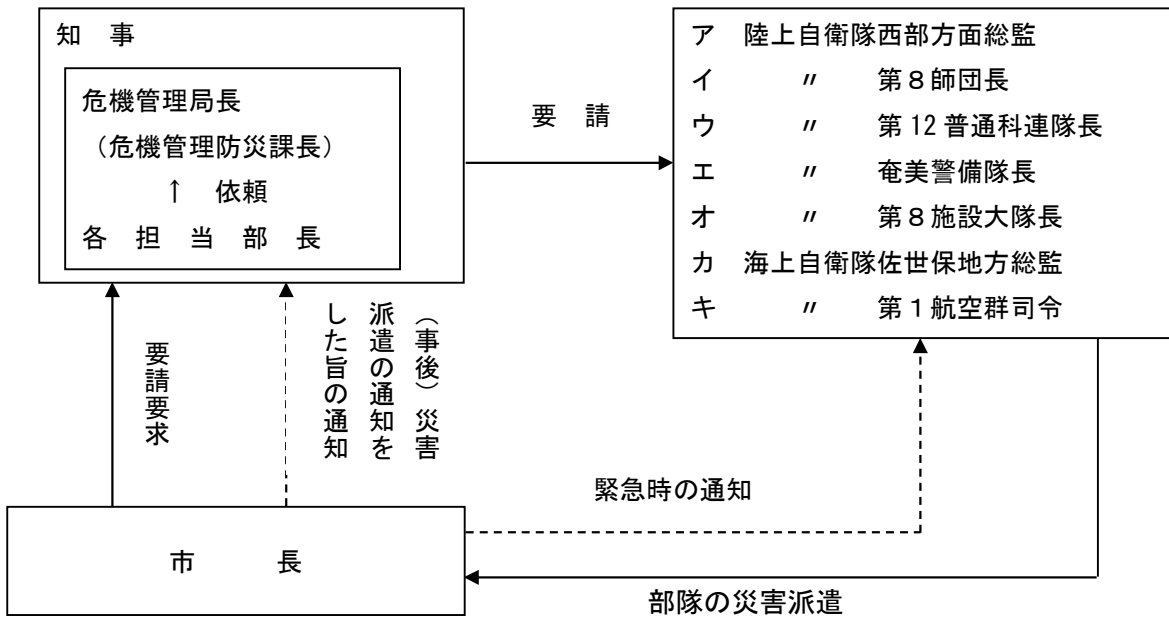 知 事
危機管理局長
（危機管理防災課長）
↑ 依頼
各 担 当 部 長
要 請
ア 陸上自衛隊西部方面総監
イ 〃 第８師団長
ウ 〃 第12普通科連隊長
エ 〃 奄美警備隊長
オ 〃 第８施設大隊長
カ 海上自衛隊佐世保地方総監
キ 〃 第１航空群司令
要請要求
（事後）災害
派遣の通知を
した旨の通知
緊急時の通知
市 長
部隊の災害派遣